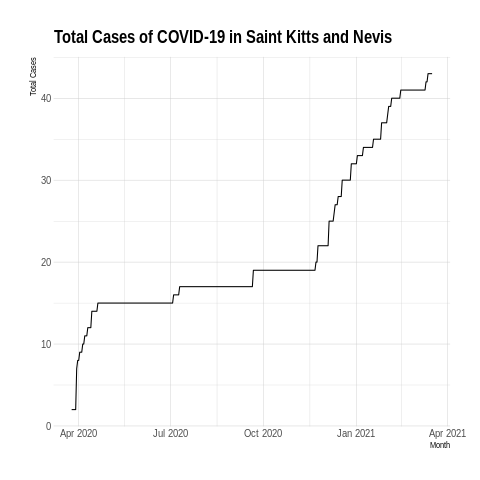 Total Cases of COVID-19 in Saint Kitts and Nevis
Total Cases
40
30
20
10
0
Apr 2020 Jul 2020 Oct 2020 Jan 2021 Apr 2021
Month